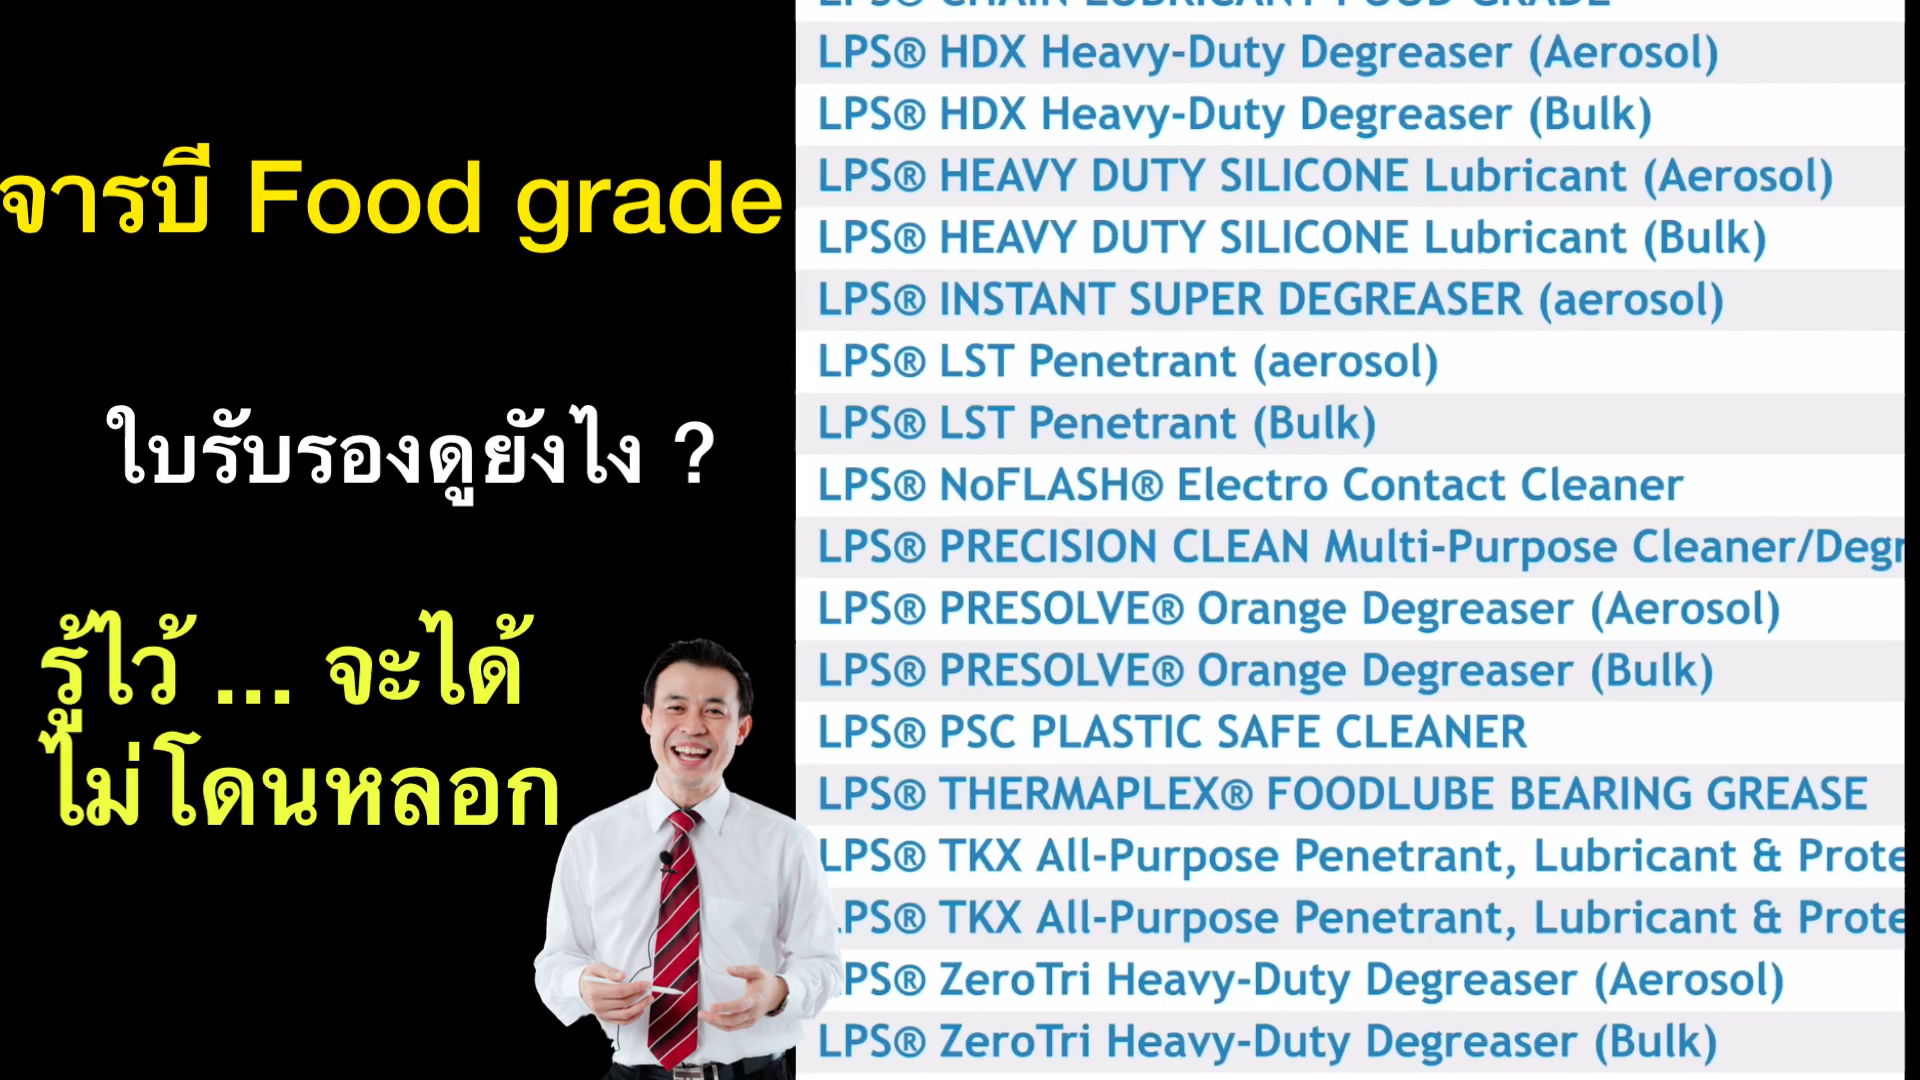 จารบี Food grade
ใบรับรองดูยังไง ?
รู้ไว้ ... จะได้
ไม่โดนหลอก
LPS® CHAIN LUBRICANT FOOD GRADE
LPS® HDX Heavy-Duty Degreaser (Aerosol)
LPS® HDX Heavy-Duty Degreaser (Bulk)
LPS® HEAVY DUTY SILICONE Lubricant (Aerosol)
LPS® HEAVY DUTY SILICONE Lubricant (Bulk)
LPS® INSTANT SUPER DEGREASER (aerosol)
LPS® LST Penetrant (aerosol)
LPS® LST Penetrant (Bulk)
LPS® NoFLASH® Electro Contact Cleaner
LPS® PRECISION CLEAN Multi-Purpose Cleaner/Degr
LPS® PRESOLVE® Orange Degreaser (Aerosol)
LPS® PRESOLVE® Orange Degreaser (Bulk)
LPS® PSC PLASTIC SAFE CLEANER
LPS® THERMAPLEX® FOODLUBE BEARING GREASE
LPS® TKX All-Purpose Penetrant, Lubricant & Prote
PS® TKX All-Purpose Penetrant, Lubricant & Prote
PS® ZeroTri Heavy-Duty Degreaser (Aerosol)
LPS® ZeroTri Heavy-Duty Degreaser (Bulk)